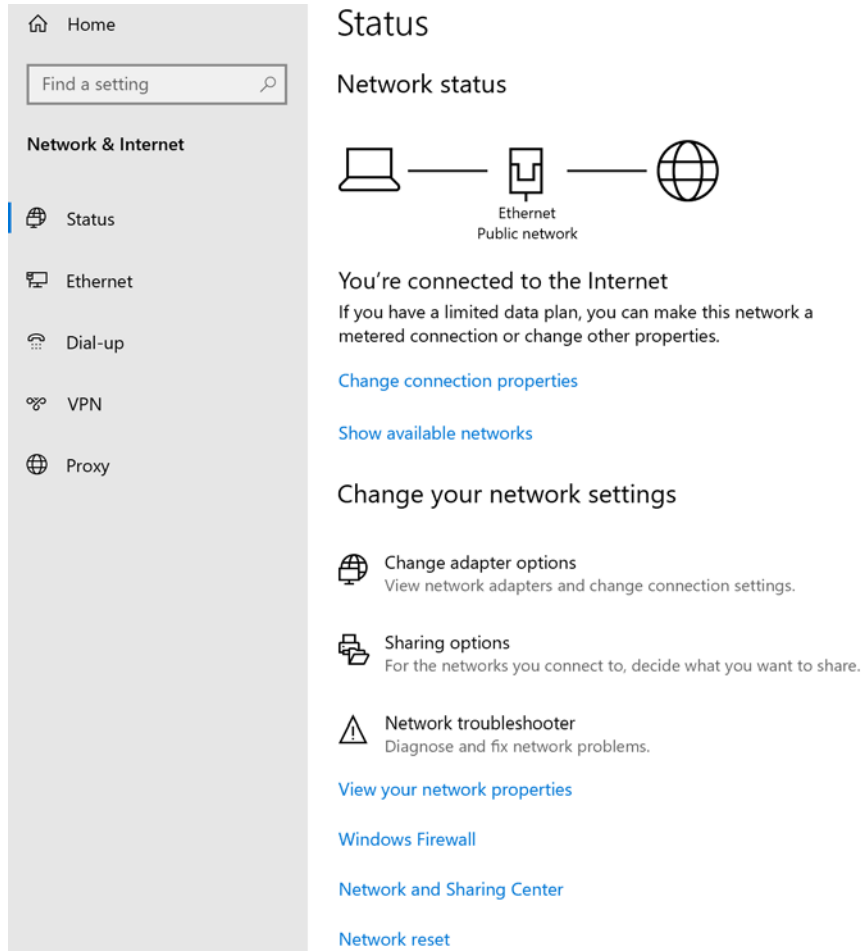 Home
Find a setting
Network & Internet
Status
Ethernet
Dial-up
VPN
Proxy
Status
Network status
Ethernet
Public network
You're connected to the Internet
If you have a limited data plan, you can make this network a
metered connection or change other properties.
Change connection properties
Show available networks
Change your network settings
Change adapter options
View network adapters and change connection settings.
Sharing options
For the networks you connect to, decide what you want to share.
Network troubleshooter
Diagnose and fix network problems.
View your network properties
Windows Firewall
Network and Sharing Center
Network reset